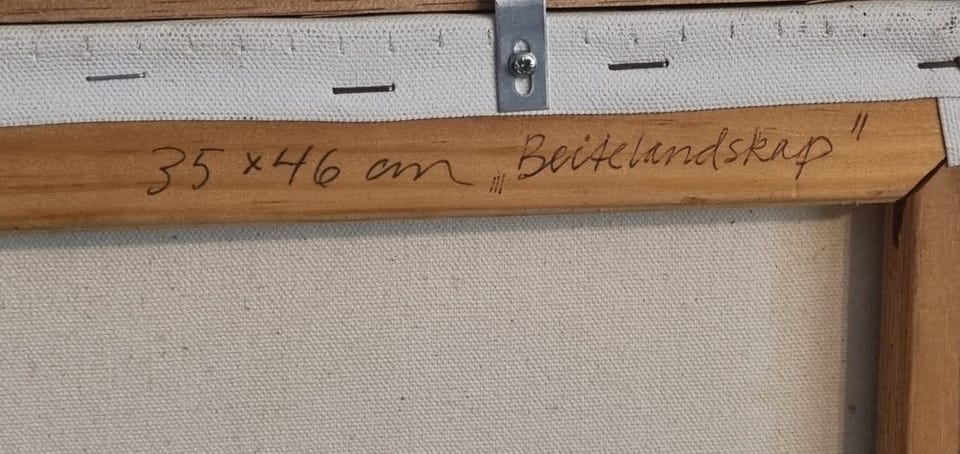 35 x 46 cm „Beitelandskap"